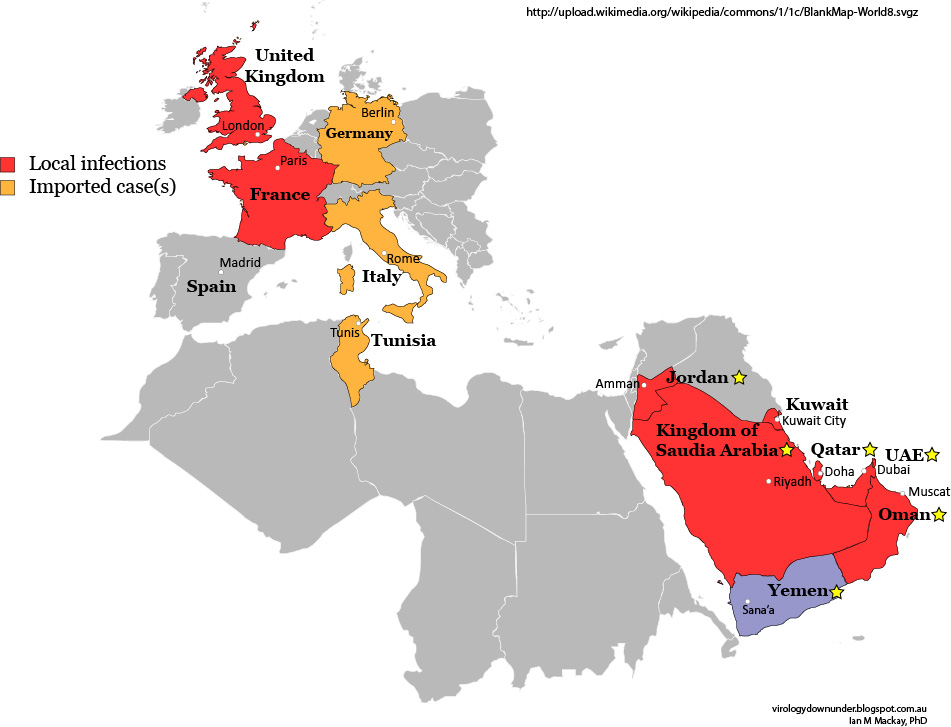 http://upload.wikimedia.org/wikipedia/commons/1/1c/BlankMap-World8.svgz
United
Kingdom
London
Berlin
Germany
Local infections
Imported case(s)
Paris
France
Madrid
Spain
Rome
Italy
Tunis
Tunisia
Amman
Jordan
Kuwait
Kuwait City
Kingdom of
Saudia Arabia
Qatar
UAE
Doha
Dubai
Riyadh
Muscat
Oman
Yemen
Sana'a
virologydownunder.blogspot.com.au
Ian M Mackay, PhD